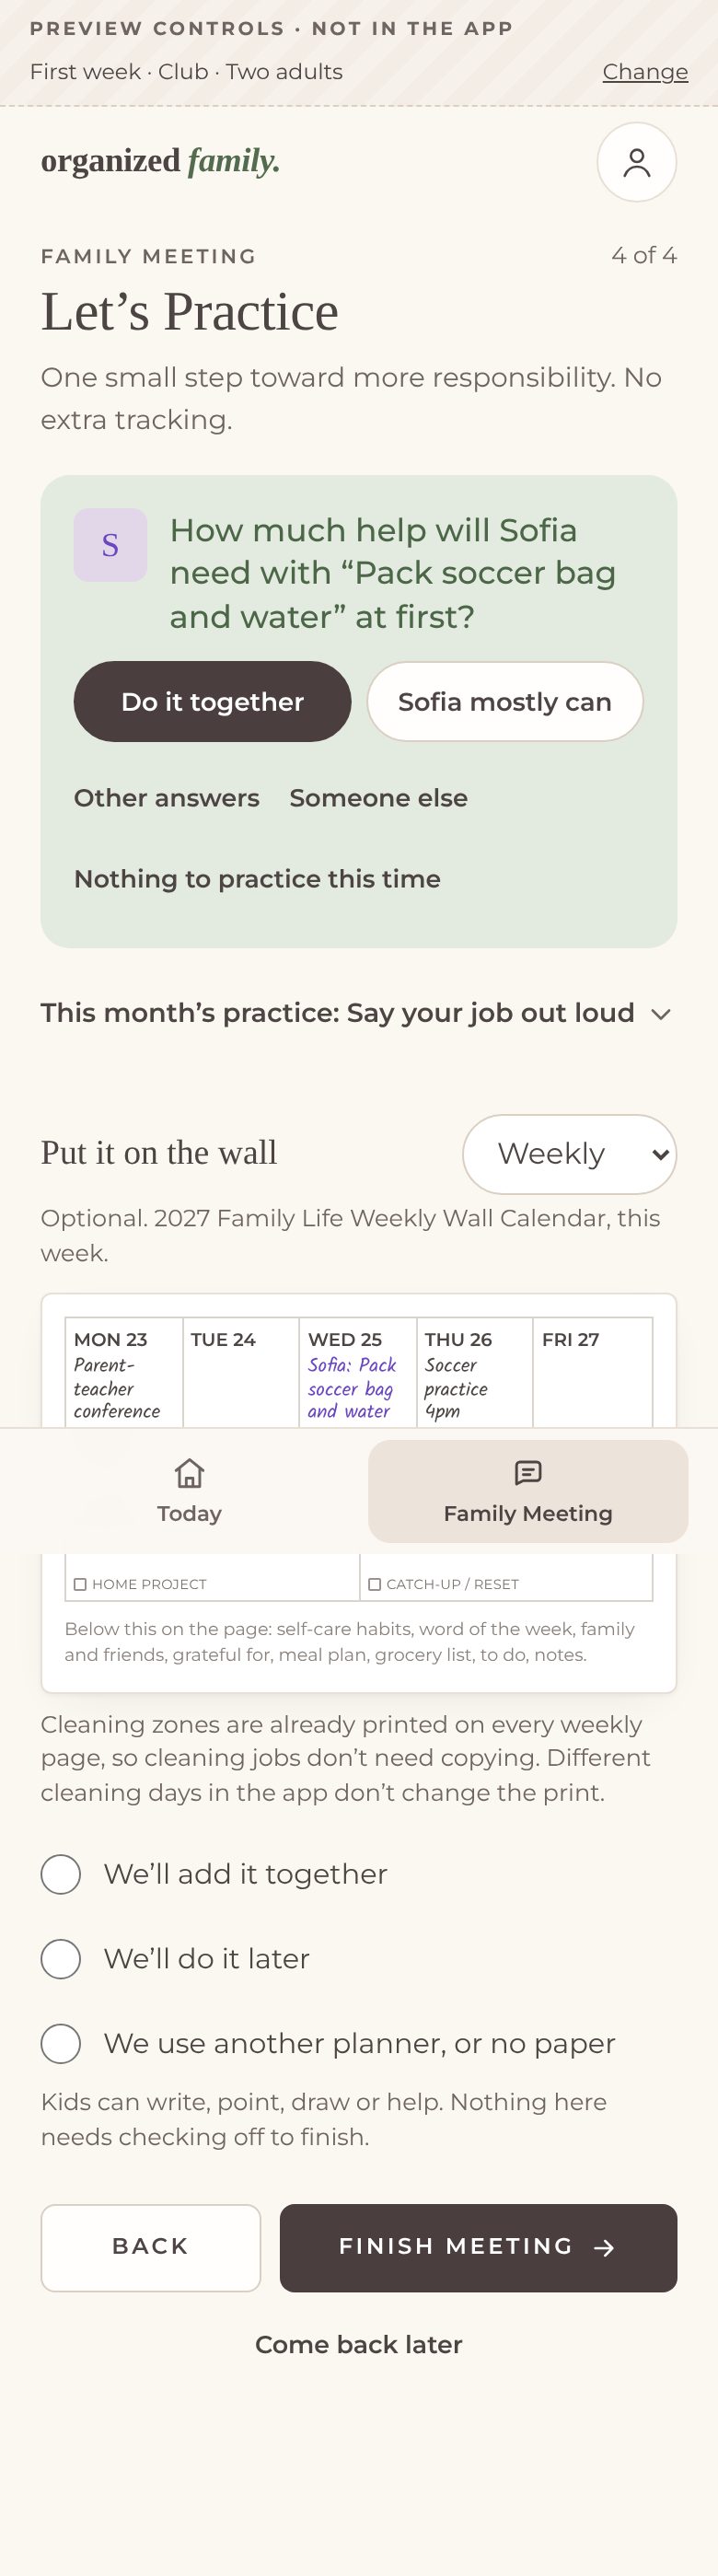 PREVIEW CONTROLS · NOT IN THE APP
First week · Club · Two adults Change
organized family.
FAMILY MEETING 4 of 4
Let’s Practice
One small step toward more responsibility. No
extra tracking.
S
How much help will Sofia
need with “Pack soccer bag
and water” at first?
Do it together Sofia mostly can
Other answers Someone else
Nothing to practice this time
This month’s practice: Say your job out loud
Put it on the wall Weekly
Optional. 2027 Family Life Weekly Wall Calendar, this
week.
MON 23 TUE 24 WED 25 THU 26 FRI 27
Parent- Sofia: Pack Soccer
teacher soccer bag practice
conference and water 4pm
Today Family Meeting
HOME PROJECT CATCH-UP / RESET
Below this on the page: self-care habits, word of the week, family
and friends, grateful for, meal plan, grocery list, to do, notes.
Cleaning zones are already printed on every weekly
page, so cleaning jobs don’t need copying. Different
cleaning days in the app don’t change the print.
We’ll add it together
We’ll do it later
We use another planner, or no paper
Kids can write, point, draw or help. Nothing here
needs checking off to finish.
BACK FINISH MEETING →
Come back later